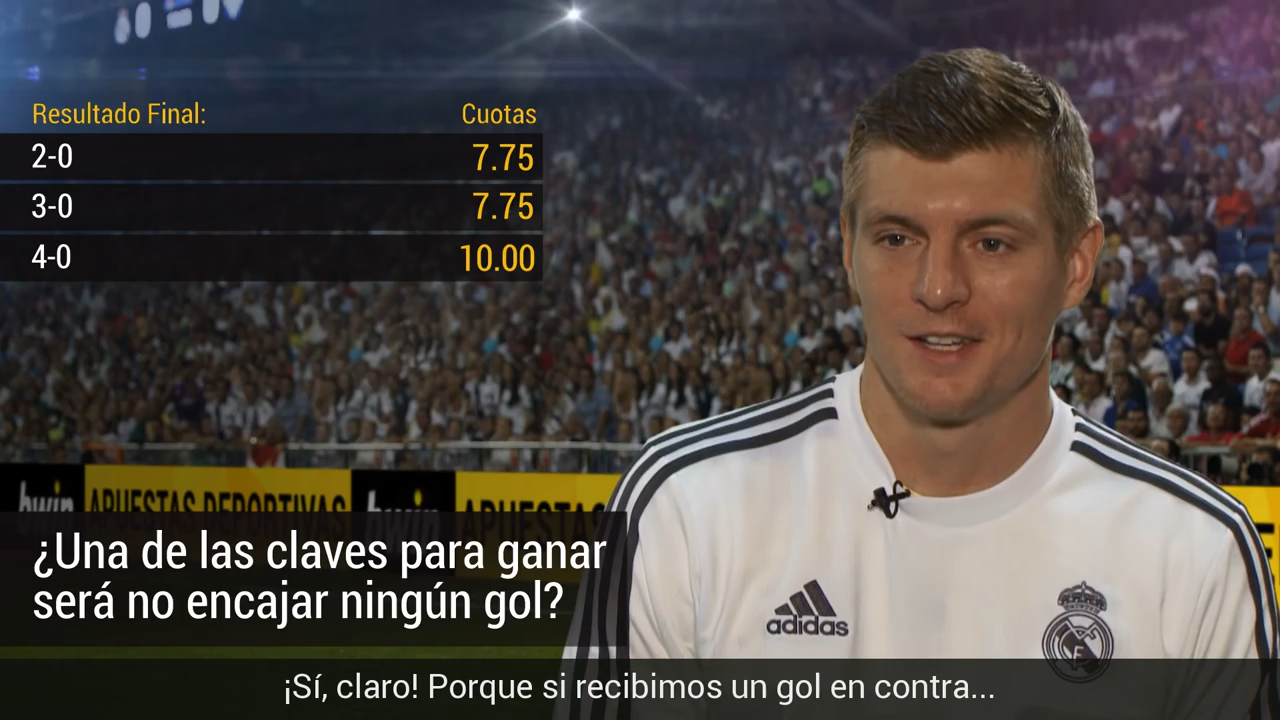 Resultado Final: Cuotas
2-0 7.75
3-0 7.75
4-0 10.00
bwin APUESTAS DEPORTIVAS bwin APUESTAS
¿Una de las claves para ganar
será no encajar ningún gol?
adidas
¡Sí, claro! Porque si recibimos un gol en contra...